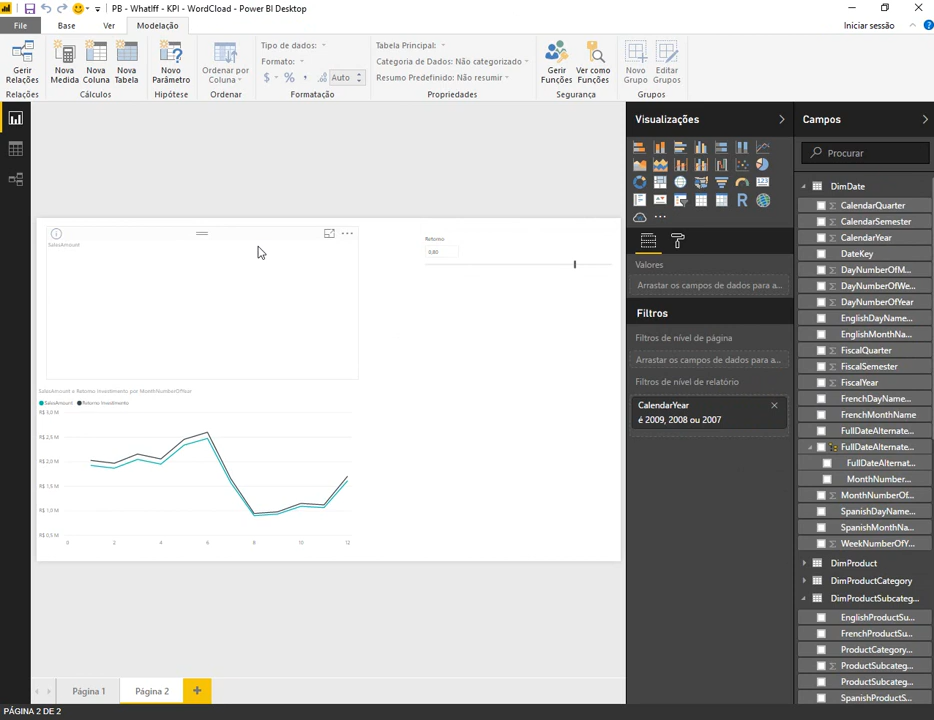 PB - WhatIff - KPI - WordCload - Power BI Desktop
File
Base
Ver
Modelação
Iniciar sessão
Gerir Relações
Nova Medida
Nova Coluna
Nova Tabela
Novo Parâmetro
Ordenar por Coluna
Tipo de dados:
Formato:
$ % , Auto
Tabela Principal:
Categoria de Dados: Não categorizado
Resumo Predefinido: Não resumir
Gerir Funções
Ver como Funções
Novo Grupo
Editar Grupos
Relações
Cálculos
Hipótese
Ordenar
Formatação
Propriedades
Segurança
Grupos
SalesAmount
Retorno
0,80
SalesAmount e Retorno Investimento por MonthNumberOfYear
SalesAmount
Retorno Investimento
R$ 3,0 M
R$ 2,5 M
R$ 2,0 M
R$ 1,5 M
R$ 1,0 M
R$ 0,5 M
0 2 4 6 8 10 12
Visualizações
R
Valores
Arrastar os campos de dados para a...
Filtros
Filtros de nível de página
Arrastar os campos de dados para a...
Filtros de nível de relatório
CalendarYear
é 2009, 2008 ou 2007
Campos
Procurar
DimDate
CalendarQuarter
CalendarSemester
CalendarYear
DateKey
DayNumberOfM...
DayNumberOfWe...
DayNumberOfYear
EnglishDayName...
EnglishMonthNa...
FiscalQuarter
FiscalSemester
FiscalYear
FrenchDayName...
FrenchMonthName
FullDateAlternate...
FullDateAlternate...
FullDateAlternat...
MonthNumber...
MonthNumberOf...
SpanishDayName...
SpanishMonthNa...
WeekNumberOfY...
DimProduct
DimProductCategory
DimProductSubcateg...
EnglishProductSu...
FrenchProductSu...
ProductCategory...
ProductSubcateg...
ProductSubcateg...
SpanishProductS...
Página 1
Página 2
PÁGINA 2 DE 2